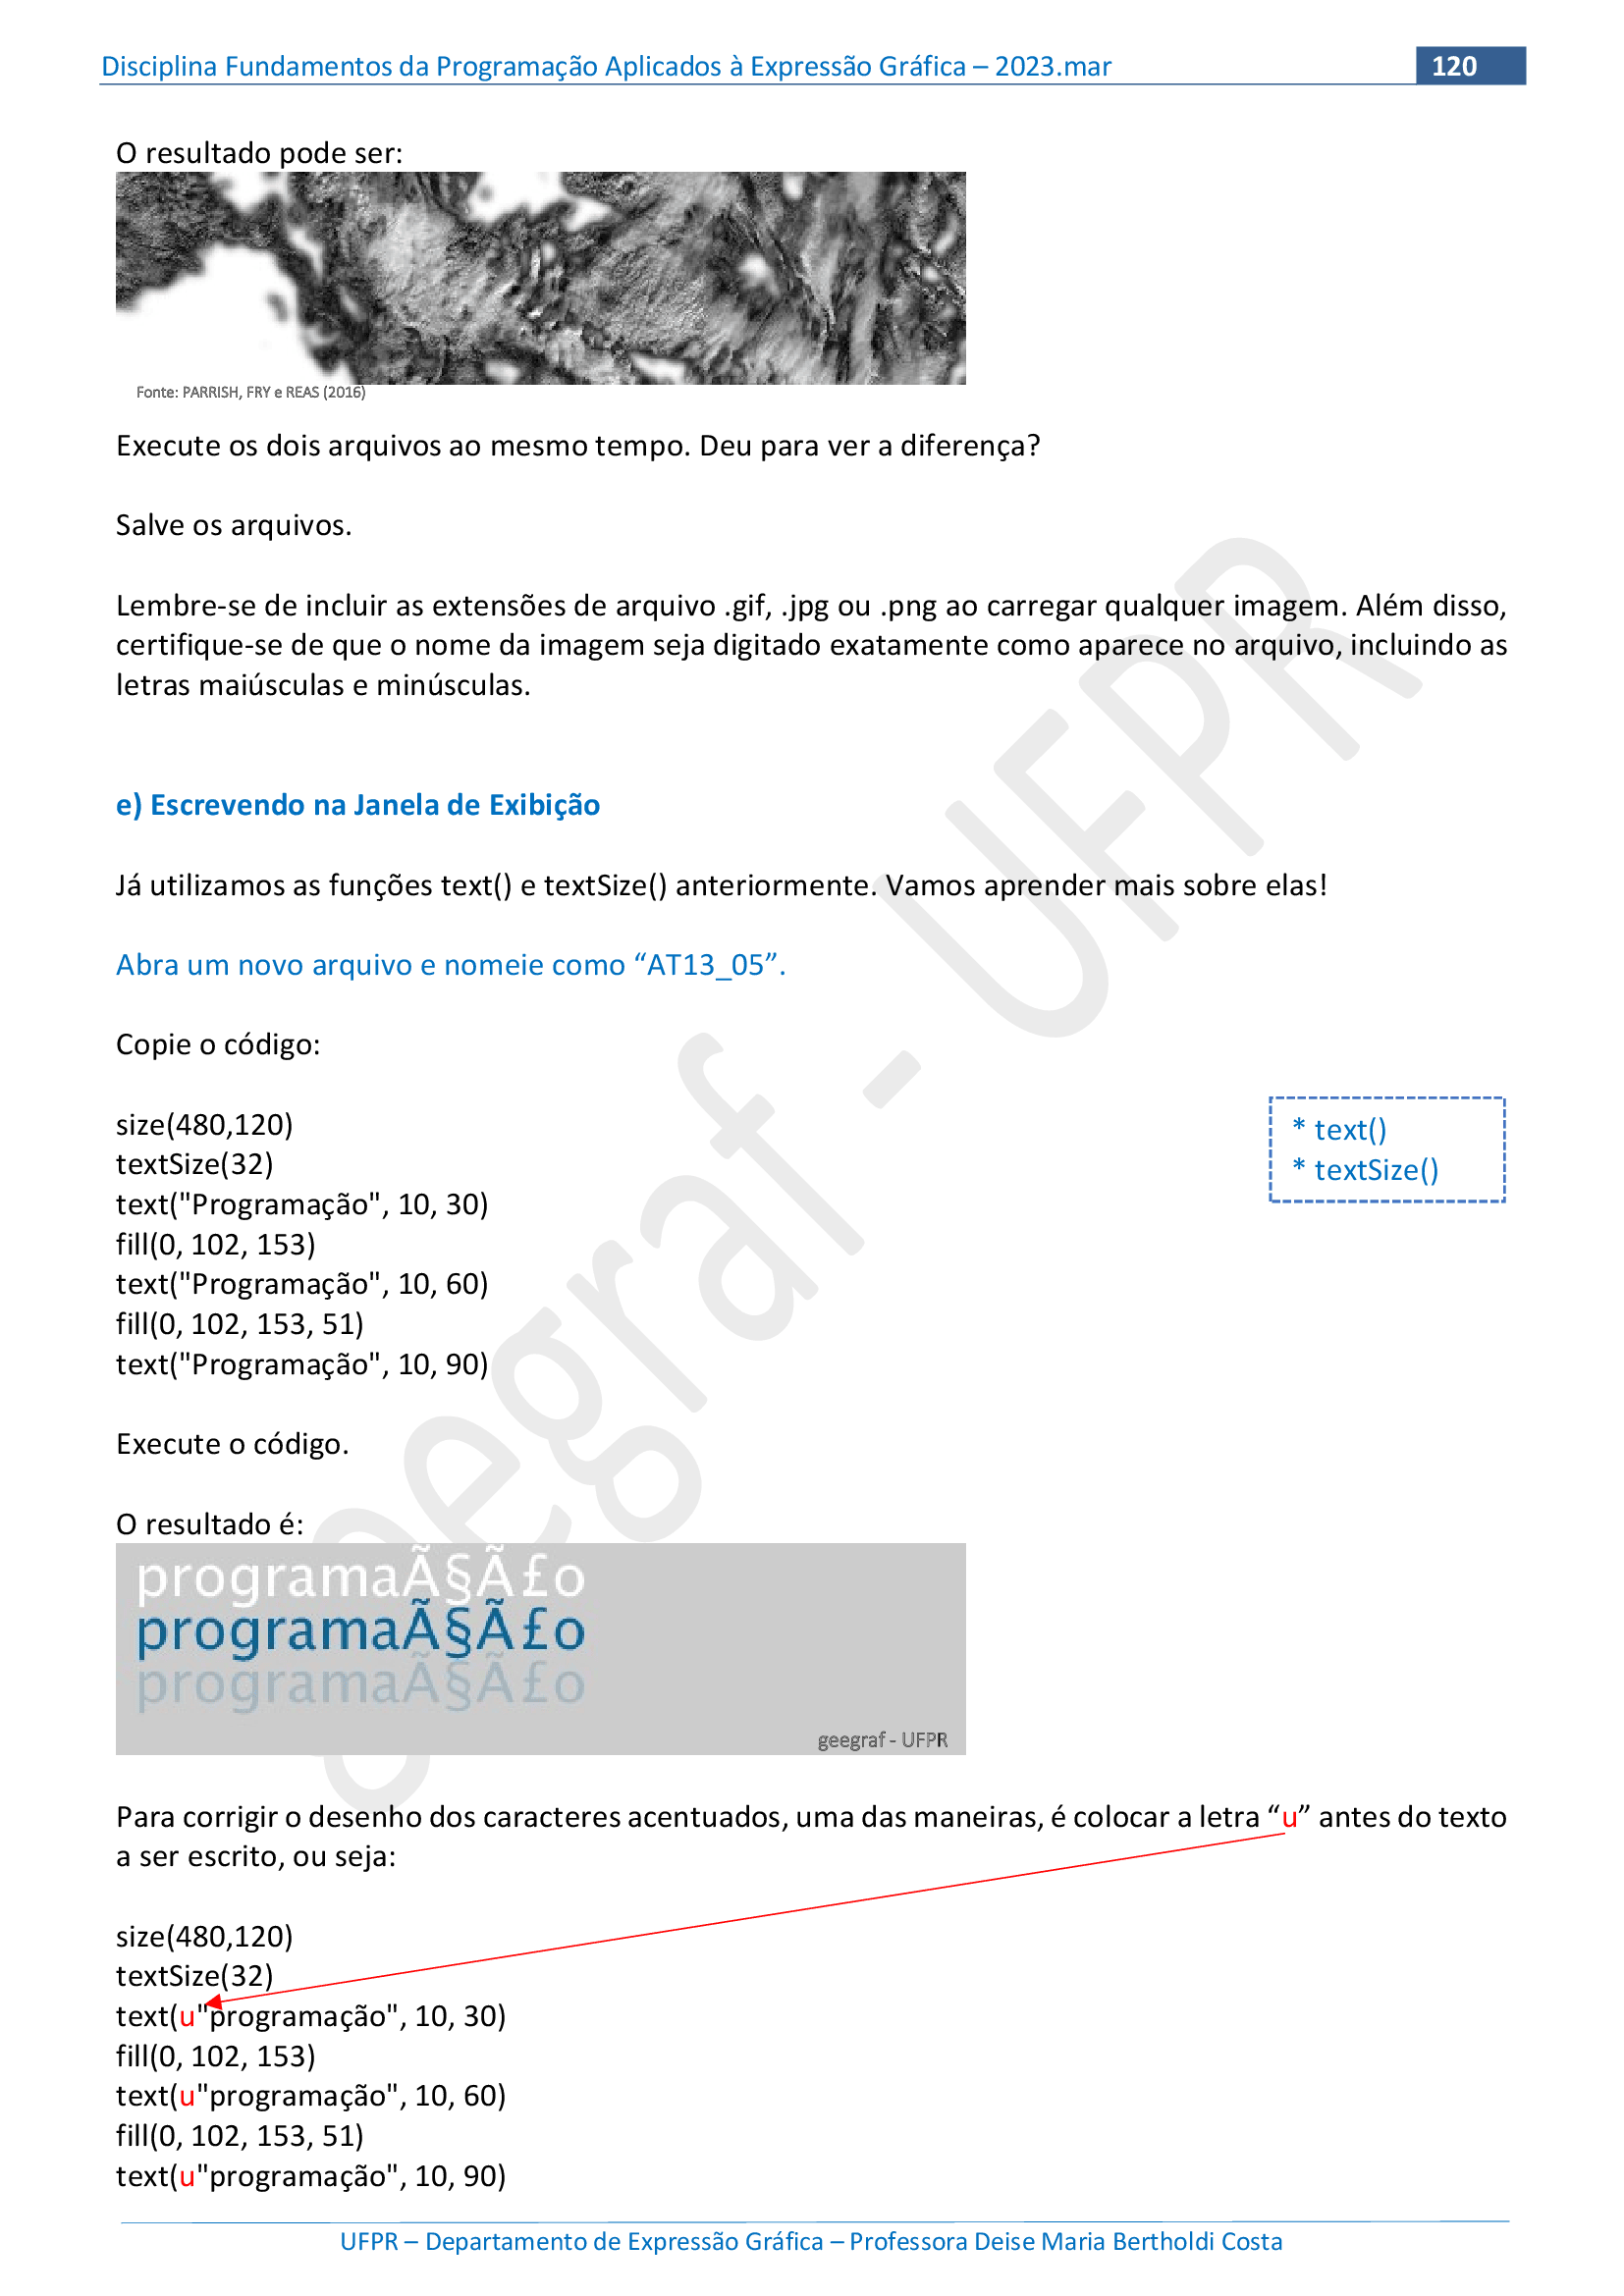 Disciplina Fundamentos da Programação Aplicados à Expressão Gráfica – 2023.mar 120
O resultado pode ser:
Fonte: PARRISH, FRY e REAS (2016)
Execute os dois arquivos ao mesmo tempo. Deu para ver a diferença?
Salve os arquivos.
Lembre-se de incluir as extensões de arquivo .gif, .jpg ou .png ao carregar qualquer imagem. Além disso,
certifique-se de que o nome da imagem seja digitado exatamente como aparece no arquivo, incluindo as
letras maiúsculas e minúsculas.
e) Escrevendo na Janela de Exibição
Já utilizamos as funções text() e textSize() anteriormente. Vamos aprender mais sobre elas!
Abra um novo arquivo e nomeie como “AT13_05”.
Copie o código:
size(480,120)
textSize(32)
text("Programação", 10, 30)
fill(0, 102, 153)
text("Programação", 10, 60)
fill(0, 102, 153, 51)
text("Programação", 10, 90)
* text()
* textSize()
Execute o código.
O resultado é:
programaÃ§Ã£o
programaÃ§Ã£o
programaÃ§Ã£o
geegraf - UFPR
Para corrigir o desenho dos caracteres acentuados, uma das maneiras, é colocar a letra “u” antes do texto
a ser escrito, ou seja:
size(480,120)
textSize(32)
text(u"programação", 10, 30)
fill(0, 102, 153)
text(u"programação", 10, 60)
fill(0, 102, 153, 51)
text(u"programação", 10, 90)
UFPR – Departamento de Expressão Gráfica – Professora Deise Maria Bertholdi Costa
geegraf - UFPR